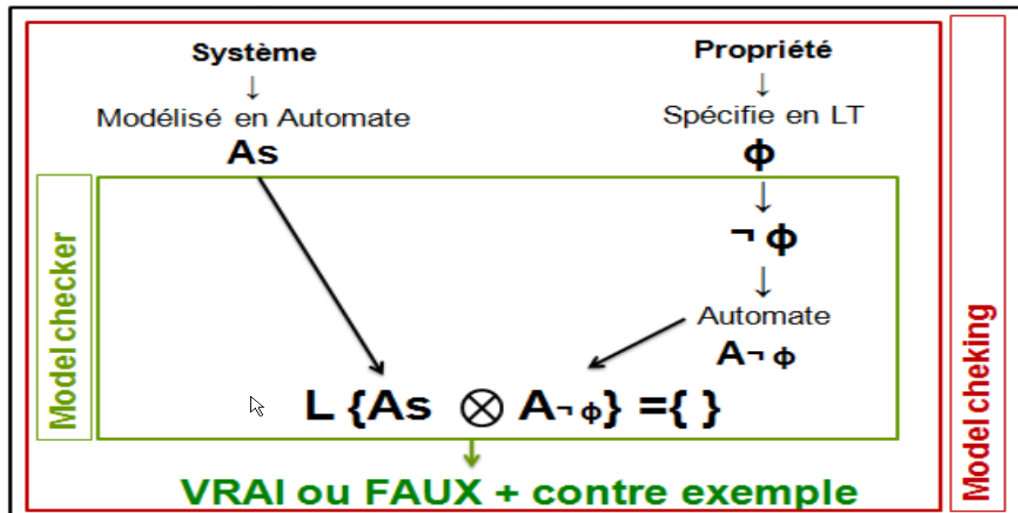 Système
↓
Modélisé en Automate
As
Propriété
↓
Spécifie en LT
ϕ
↓
¬ ϕ
↓
Automate
A¬ ϕ
L {As ⊗ A¬ ϕ} ={ }
↓
VRAI ou FAUX + contre exemple
Model checker
Model cheking